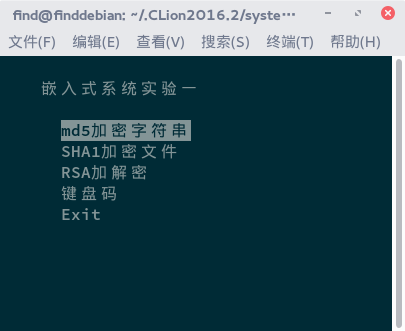 find@finddebian: ~/.CLion2016.2/syste…
文件(F) 编辑(E) 查看(V) 搜索(S) 终端(T) 帮助(H)
嵌入式系统实验一
md5加密字符串
SHA1加密文件
RSA加解密
键盘码
Exit